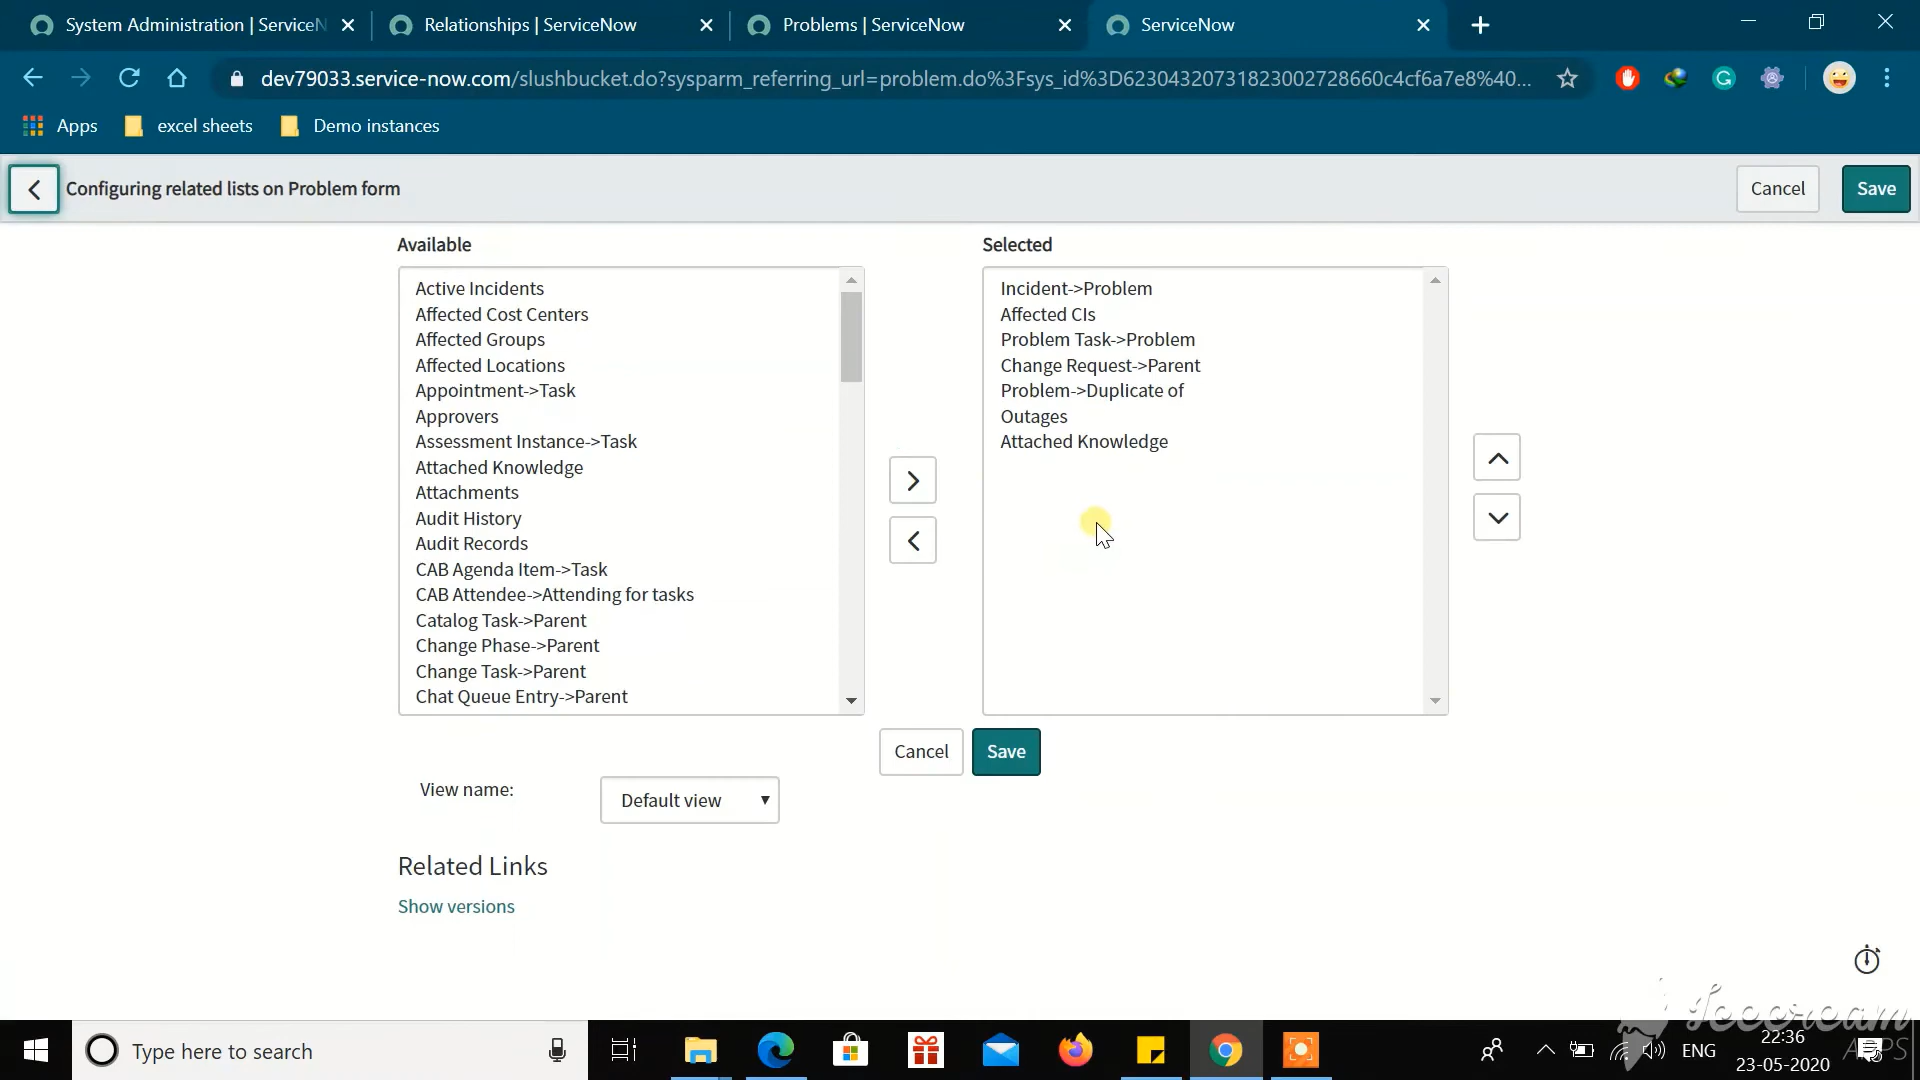 System Administration | ServiceN
Relationships | ServiceNow
Problems | ServiceNow
ServiceNow
dev79033.service-now.com/slushbucket.do?sysparm_referring_url=problem.do%3Fsys_id%3D62304320731823002728660c4cf6a7e8%40...
Apps
excel sheets
Demo instances
Configuring related lists on Problem form
Cancel
Save
Available
Active Incidents
Affected Cost Centers
Affected Groups
Affected Locations
Appointment->Task
Approvers
Assessment Instance->Task
Attached Knowledge
Attachments
Audit History
Audit Records
CAB Agenda Item->Task
CAB Attendee->Attending for tasks
Catalog Task->Parent
Change Phase->Parent
Change Task->Parent
Chat Queue Entry->Parent
Selected
Incident->Problem
Affected CIs
Problem Task->Problem
Change Request->Parent
Problem->Duplicate of
Outages
Attached Knowledge
Cancel
Save
View name:
Default view
Related Links
Show versions
Icecream
APPS
Type here to search
ENG
22:36
23-05-2020